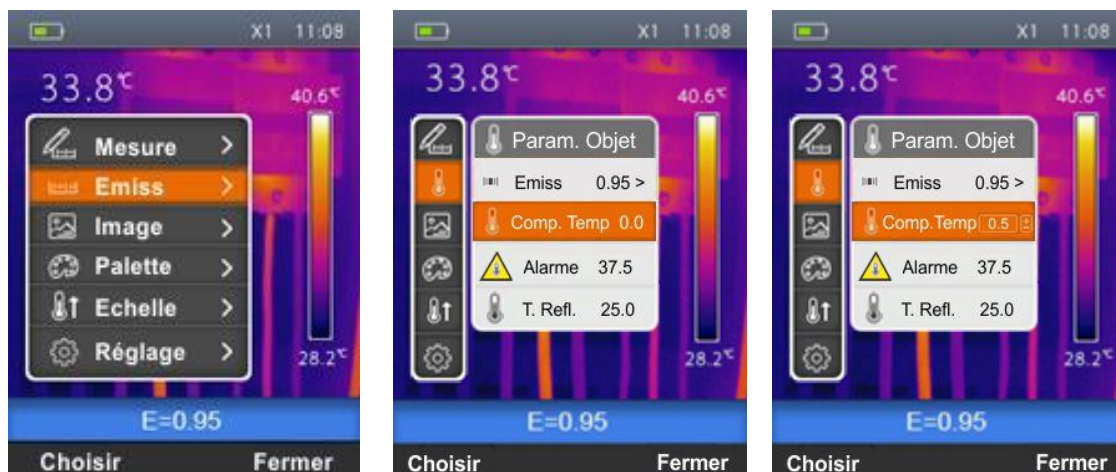 X1 11:08
33.8℃
40.6℃
Mesure >
Emiss >
Image >
Palette >
Echelle >
Réglage >
28.2℃
E=0.95
Choisir Fermer
X1 11:08
33.8℃
40.6℃
Param. Objet
Emiss 0.95 >
Comp. Temp 0.0
Alarme 37.5
T. Refl. 25.0
28.2℃
E=0.95
Choisir Fermer
X1 11:08
33.8℃
40.6℃
Param. Objet
Emiss 0.95 >
Comp.Temp 0.5 ±
Alarme 37.5
T. Refl. 25.0
28.2℃
E=0.95
Choisir Fermer